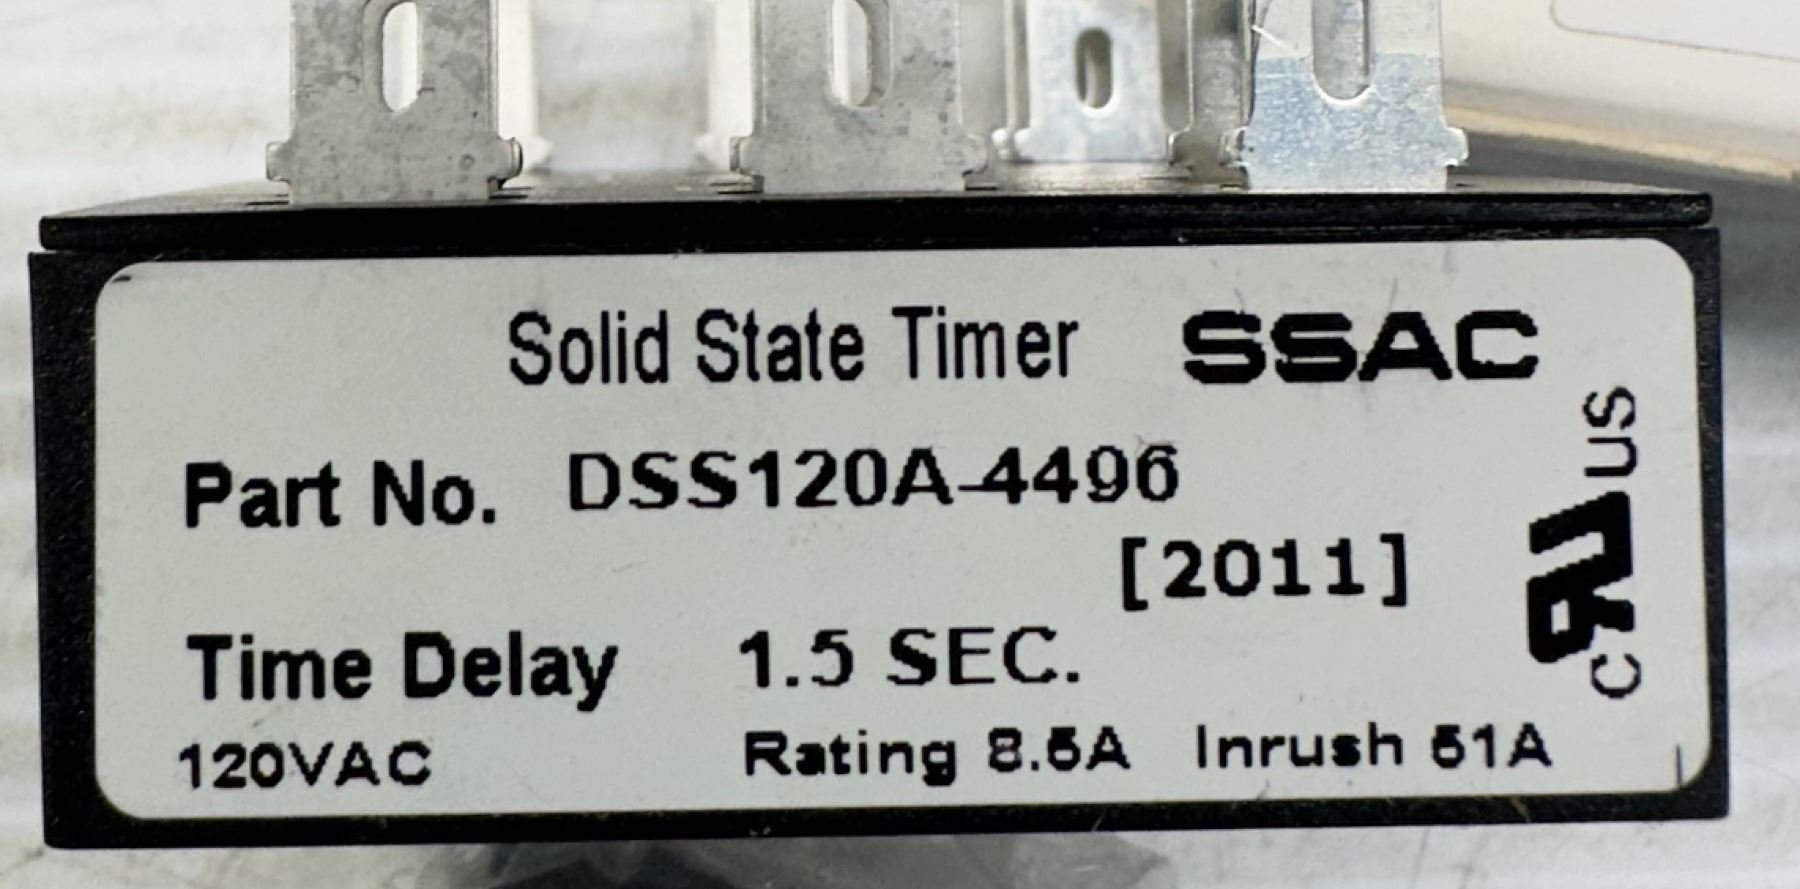 Solid State Timer SSAC
Part No. DSS120A-4496
[2011]
Time Delay 1.5 SEC.
120VAC Rating 8.5A Inrush 51A
c RU US